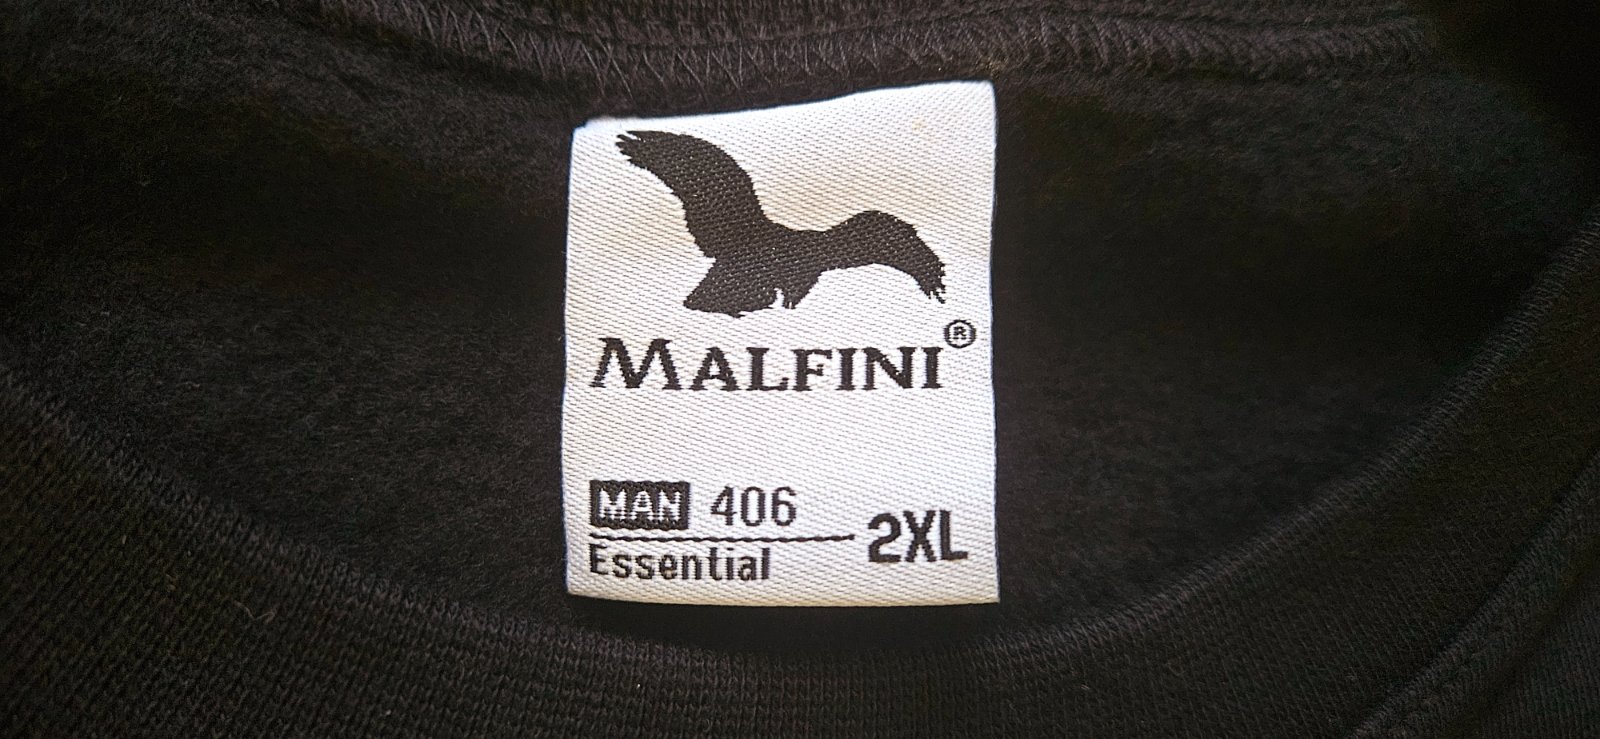 MALFINI®
MAN 406
Essential
2XL